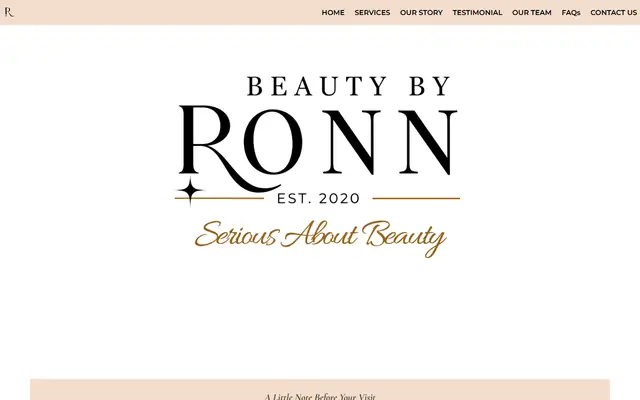 R
HOME SERVICES OUR STORY TESTIMONIAL OUR TEAM FAQs CONTACT US
BEAUTY BY
RONN
EST. 2020
Serious About Beauty
A Little Note Before Your Visit